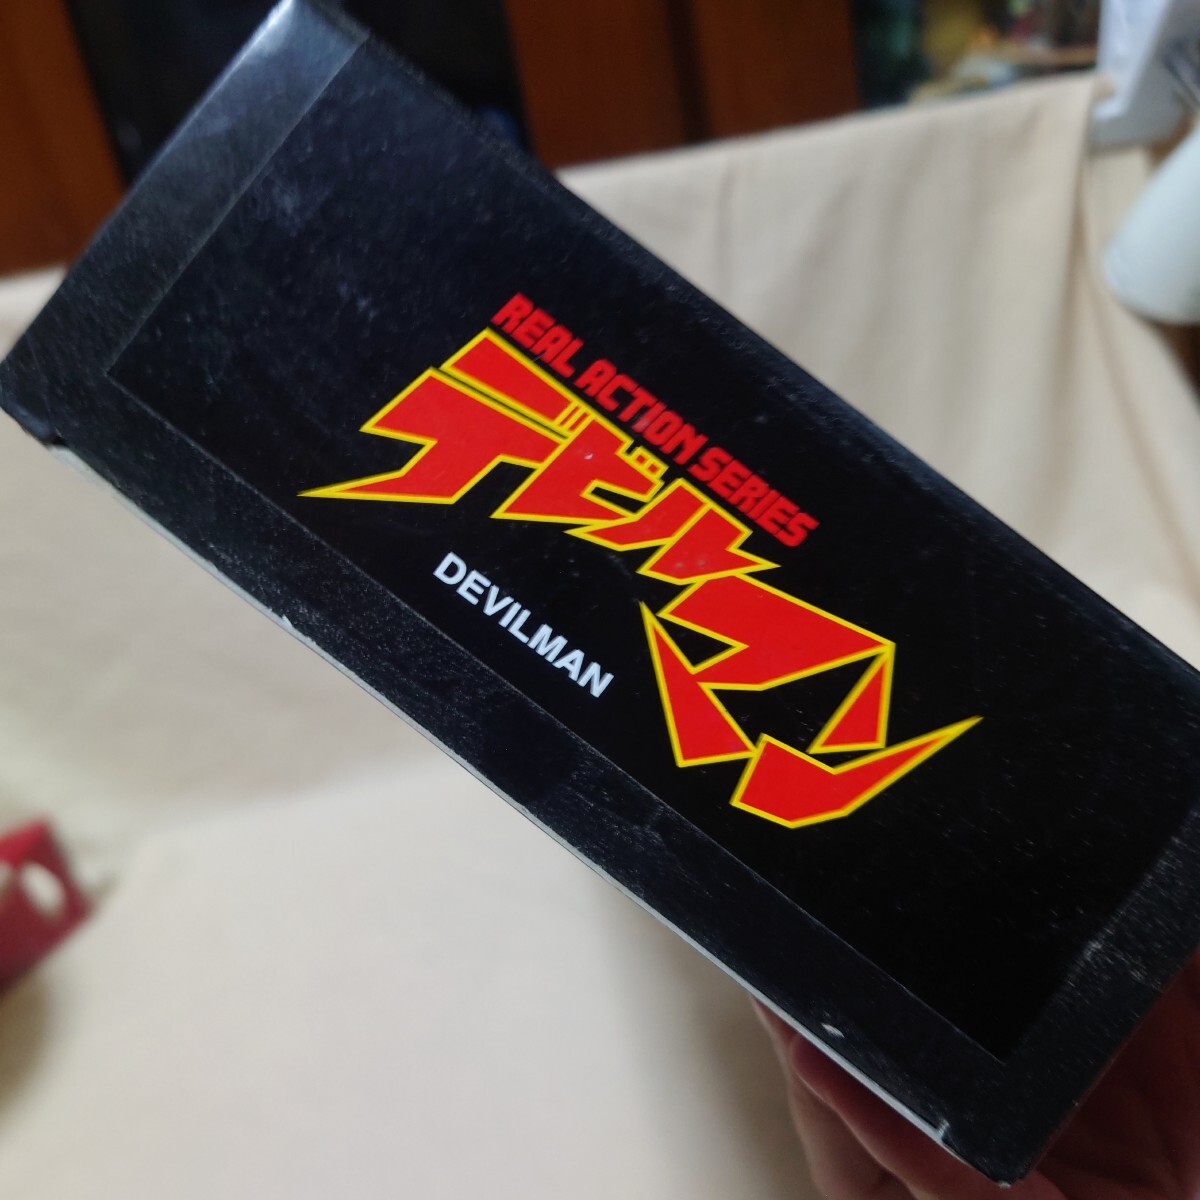 REAL ACTION SERIES
デビルマン
DEVILMAN